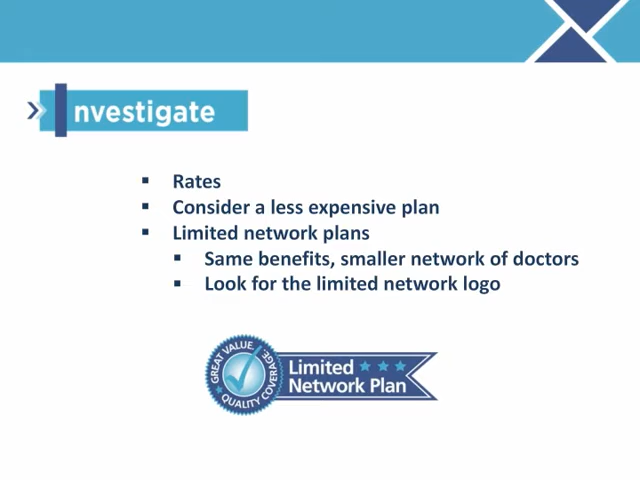 Investigate
Rates
Consider a less expensive plan
Limited network plans
Same benefits, smaller network of doctors
Look for the limited network logo
GREAT VALUE.
QUALITY COVERAGE.
Limited
Network Plan